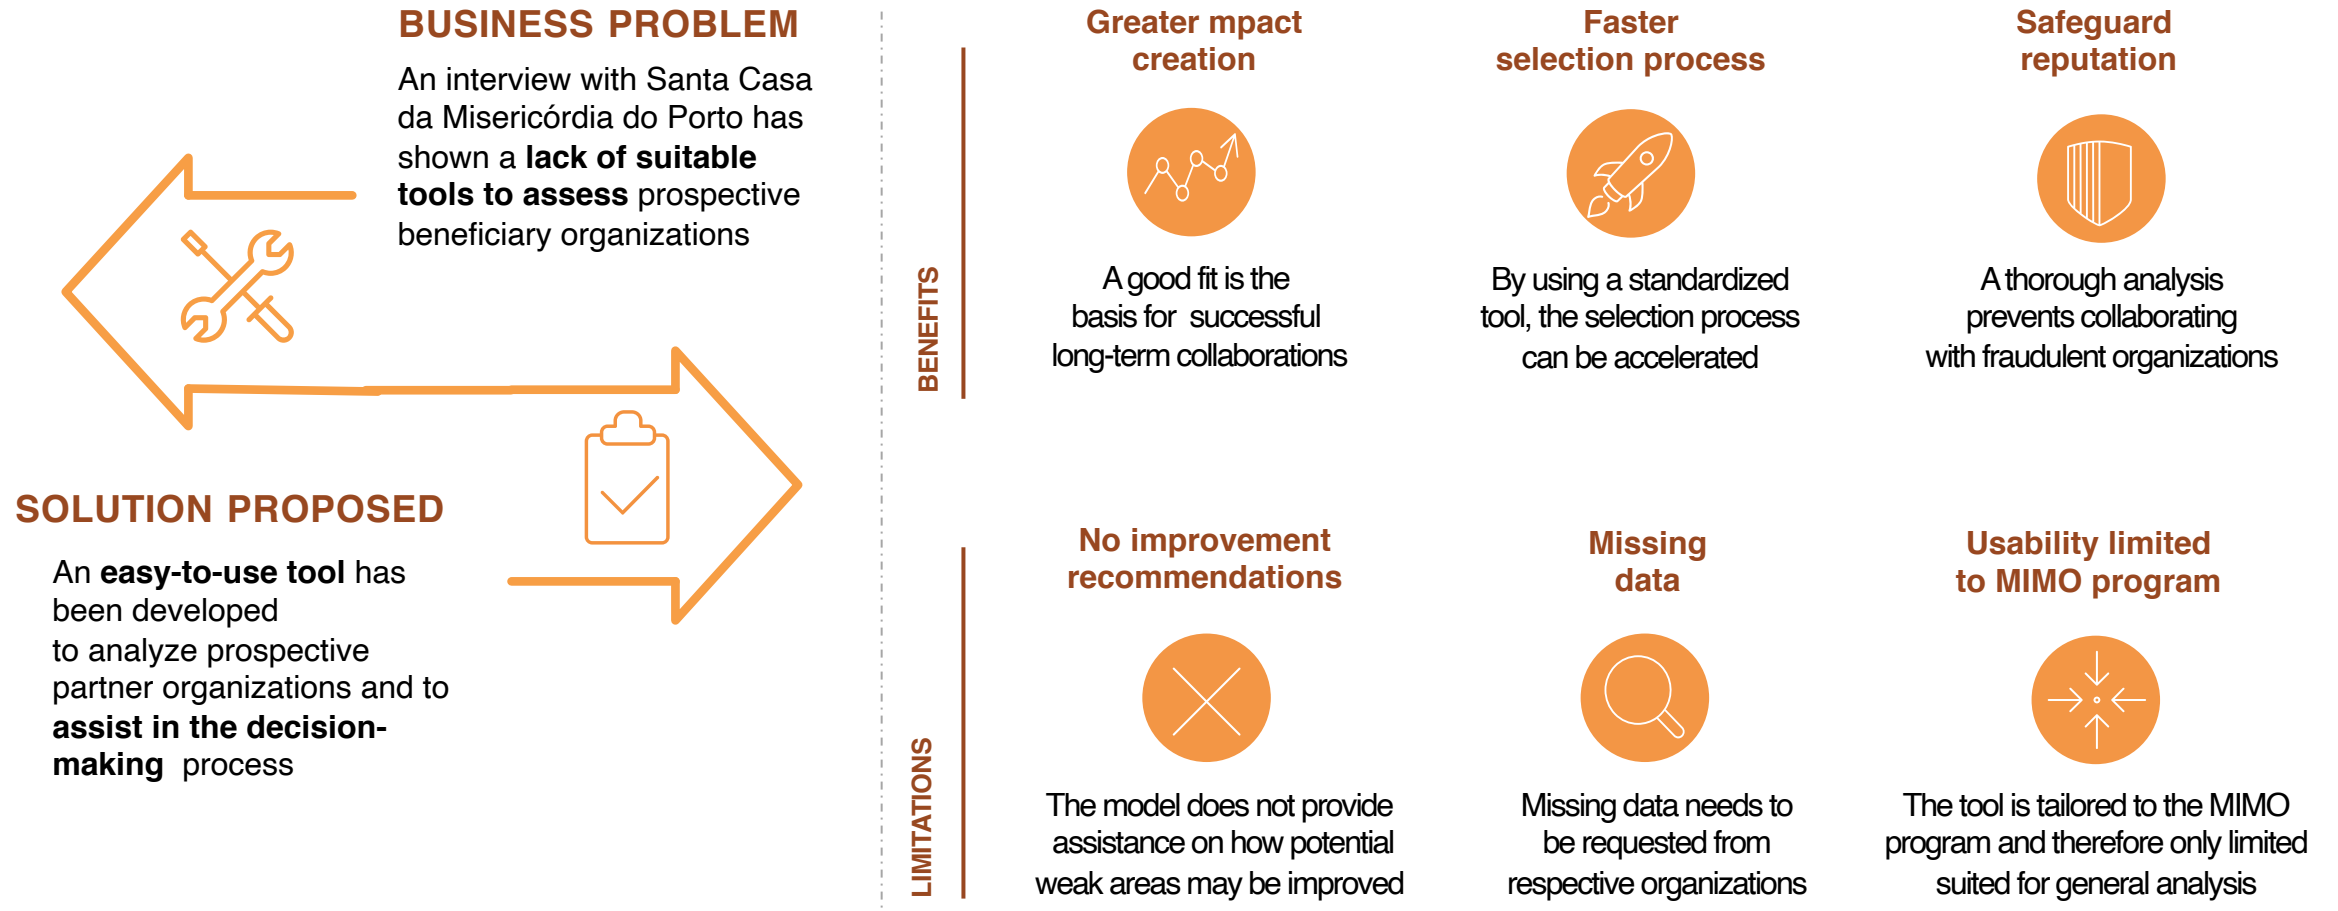 BUSINESS PROBLEM
An interview with Santa Casa
da Misericórdia do Porto has
shown a lack of suitable
tools to assess prospective
beneficiary organizations
SOLUTION PROPOSED
An easy-to-use tool has
been developed
to analyze prospective
partner organizations and to
assist in the decision-
making process
BENEFITS
Greater mpact
creation
A good fit is the
basis for successful
long-term collaborations
Faster
selection process
By using a standardized
tool, the selection process
can be accelerated
Safeguard
reputation
A thorough analysis
prevents collaborating
with fraudulent organizations
LIMITATIONS
No improvement
recommendations
The model does not provide
assistance on how potential
weak areas may be improved
Missing
data
Missing data needs to
be requested from
respective organizations
Usability limited
to MIMO program
The tool is tailored to the MIMO
program and therefore only limited
suited for general analysis